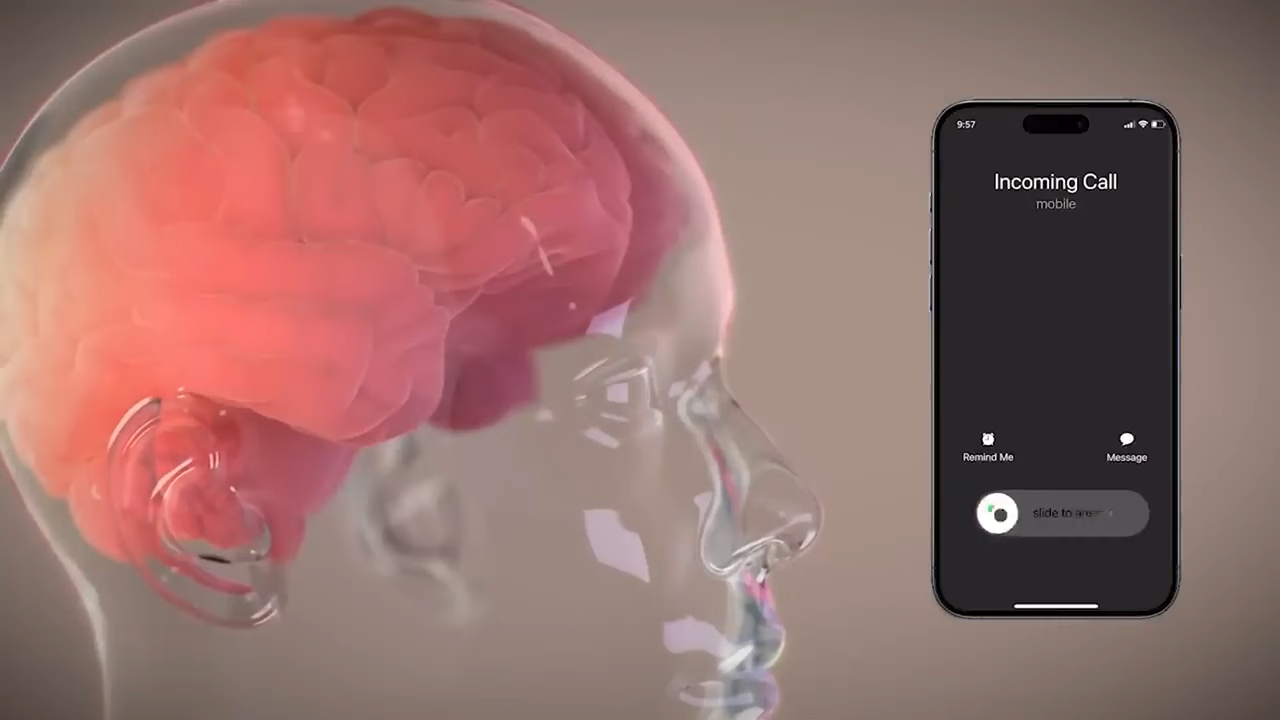 9:57
Incoming Call
mobile
Remind Me
Message
slide to